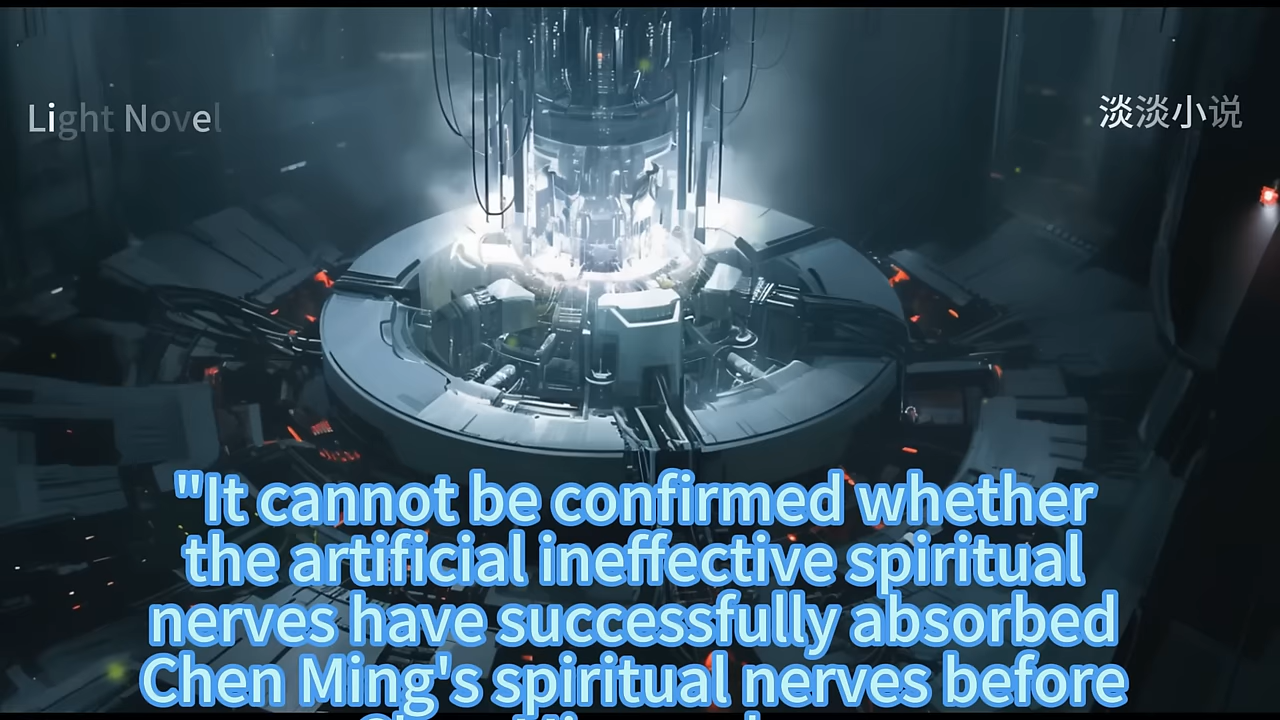 Light Novel
淡淡小说
"It cannot be confirmed whether
the artificial ineffective spiritual
nerves have successfully absorbed
Chen Ming's spiritual nerves before